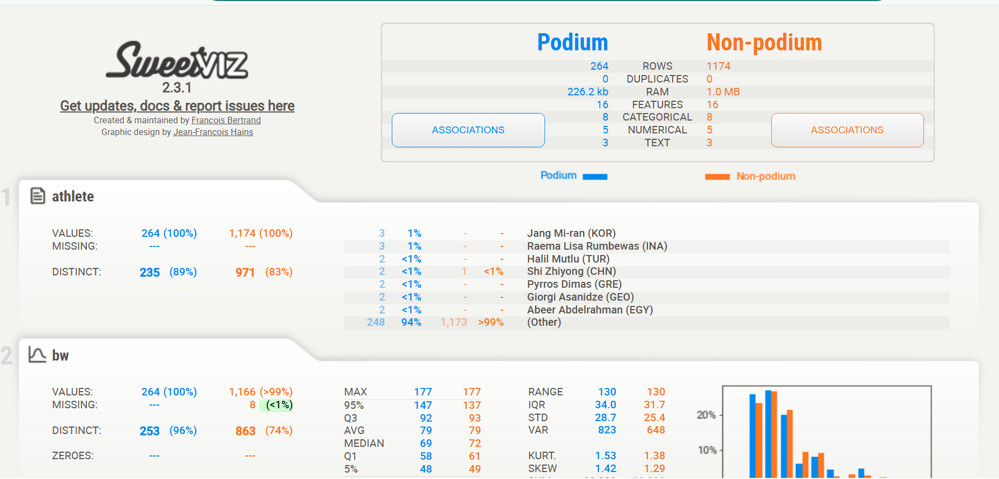 SweetVIZ
2.3.1
Get updates, docs & report issues here
Created & maintained by Francois Bertrand
Graphic design by Jean-Francois Hains
Podium Non-podium
264 ROWS 1174
0 DUPLICATES 0
226.2 kb RAM 1.0 MB
16 FEATURES 16
8 CATEGORICAL 8
5 NUMERICAL 5
3 TEXT 3
ASSOCIATIONS ASSOCIATIONS
Podium Non-podium
1 athlete
VALUES: 264 (100%) 1,174 (100%)
MISSING: --- ---
DISTINCT: 235 (89%) 971 (83%)
3 1% - - Jang Mi-ran (KOR)
3 1% - - Raema Lisa Rumbewas (INA)
2 <1% - - Halil Mutlu (TUR)
2 <1% 1 <1% Shi Zhiyong (CHN)
2 <1% - - Pyrros Dimas (GRE)
2 <1% - - Giorgi Asanidze (GEO)
2 <1% - - Abeer Abdelrahman (EGY)
248 94% 1,173 >99% (Other)
2 bw
VALUES: 264 (100%) 1,166 (>99%)
MISSING: --- 8 (<1%)
DISTINCT: 253 (96%) 863 (74%)
ZEROES: --- ---
MAX 177 177
95% 147 137
Q3 92 93
AVG 79 79
MEDIAN 69 72
Q1 58 61
5% 48 49
RANGE 130 130
IQR 34.0 31.7
STD 28.7 25.4
VAR 823 648
KURT. 1.53 1.38
SKEW 1.42 1.29
20%
10%